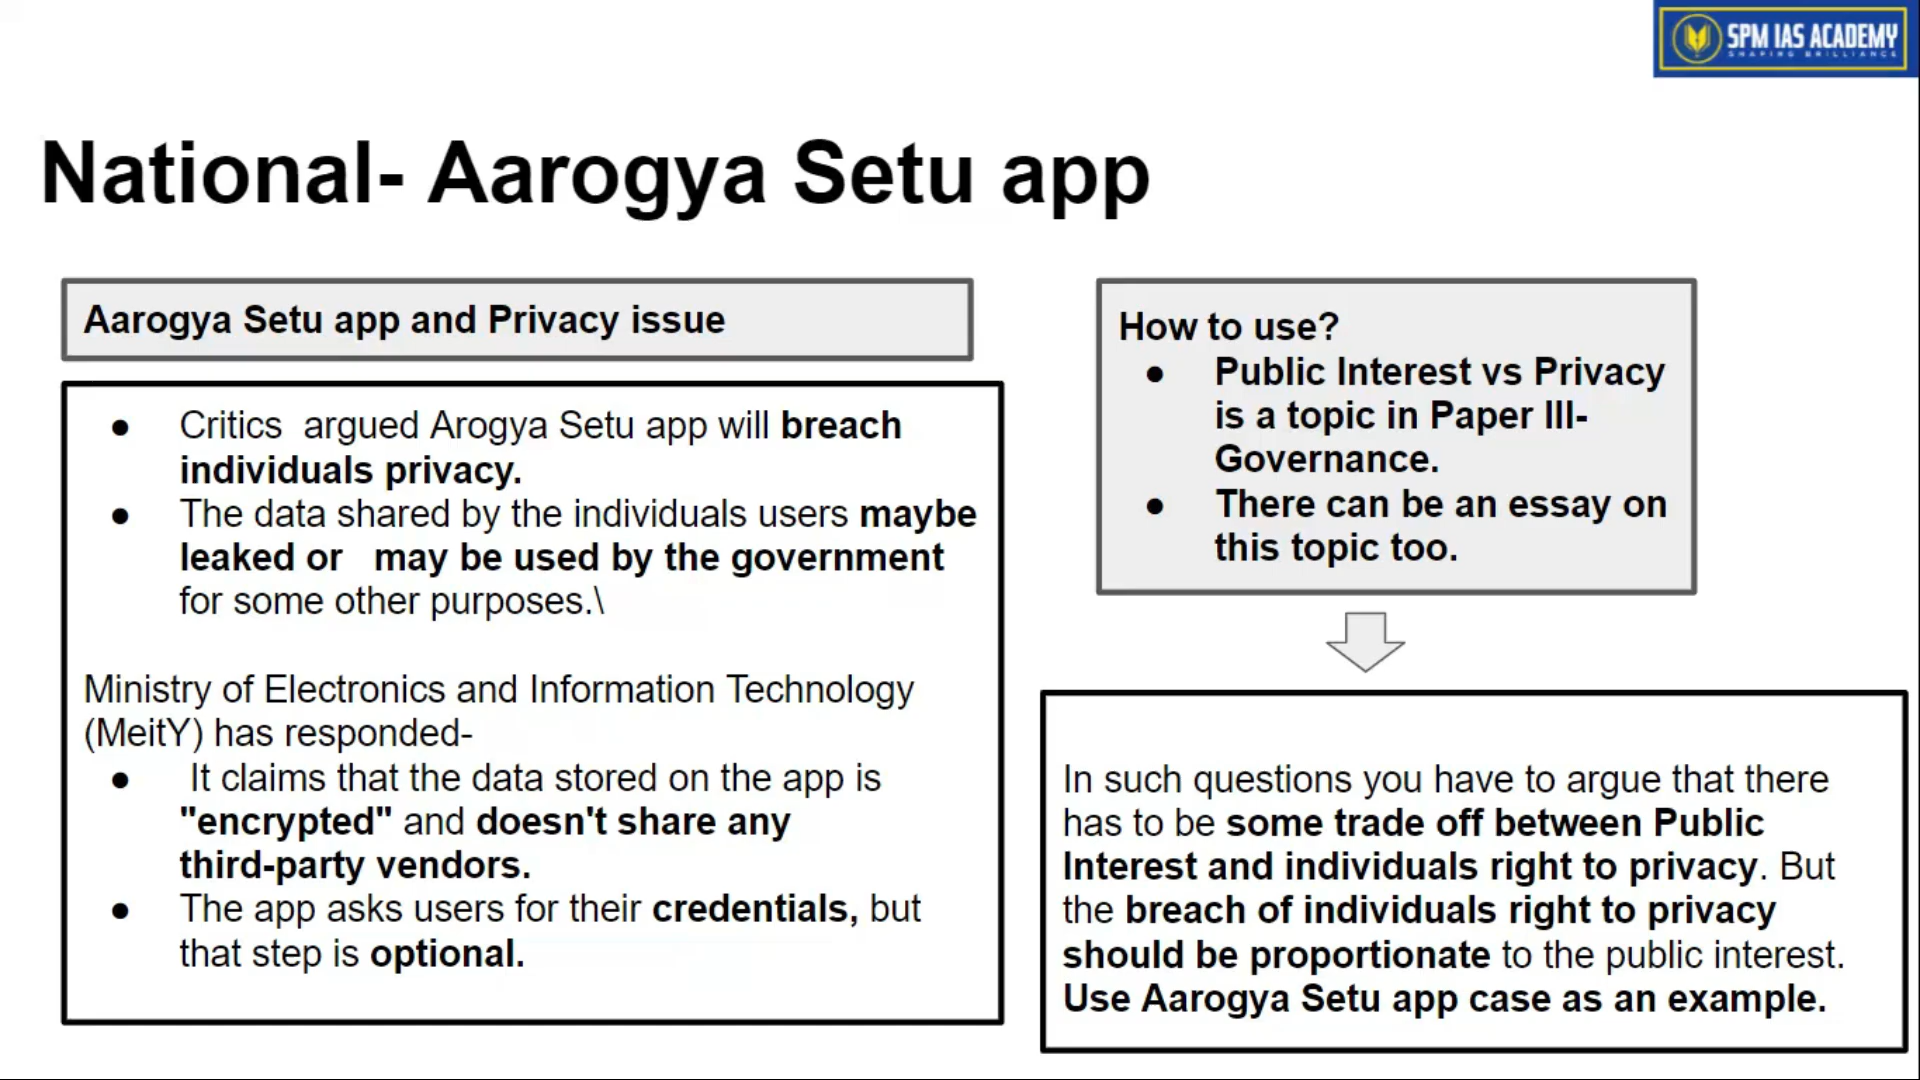 SPM IAS ACADEMY
SHAPING BRILLIANCE
National- Aarogya Setu app
Aarogya Setu app and Privacy issue
● Critics  argued Arogya Setu app will breach
individuals privacy.
● The data shared by the individuals users maybe
leaked or   may be used by the government
for some other purposes.\
Ministry of Electronics and Information Technology
(MeitY) has responded-
● It claims that the data stored on the app is
"encrypted" and doesn't share any
third-party vendors.
● The app asks users for their credentials, but
that step is optional.
How to use?
● Public Interest vs Privacy
is a topic in Paper III-
Governance.
● There can be an essay on
this topic too.
In such questions you have to argue that there
has to be some trade off between Public
Interest and individuals right to privacy. But
the breach of individuals right to privacy
should be proportionate to the public interest.
Use Aarogya Setu app case as an example.